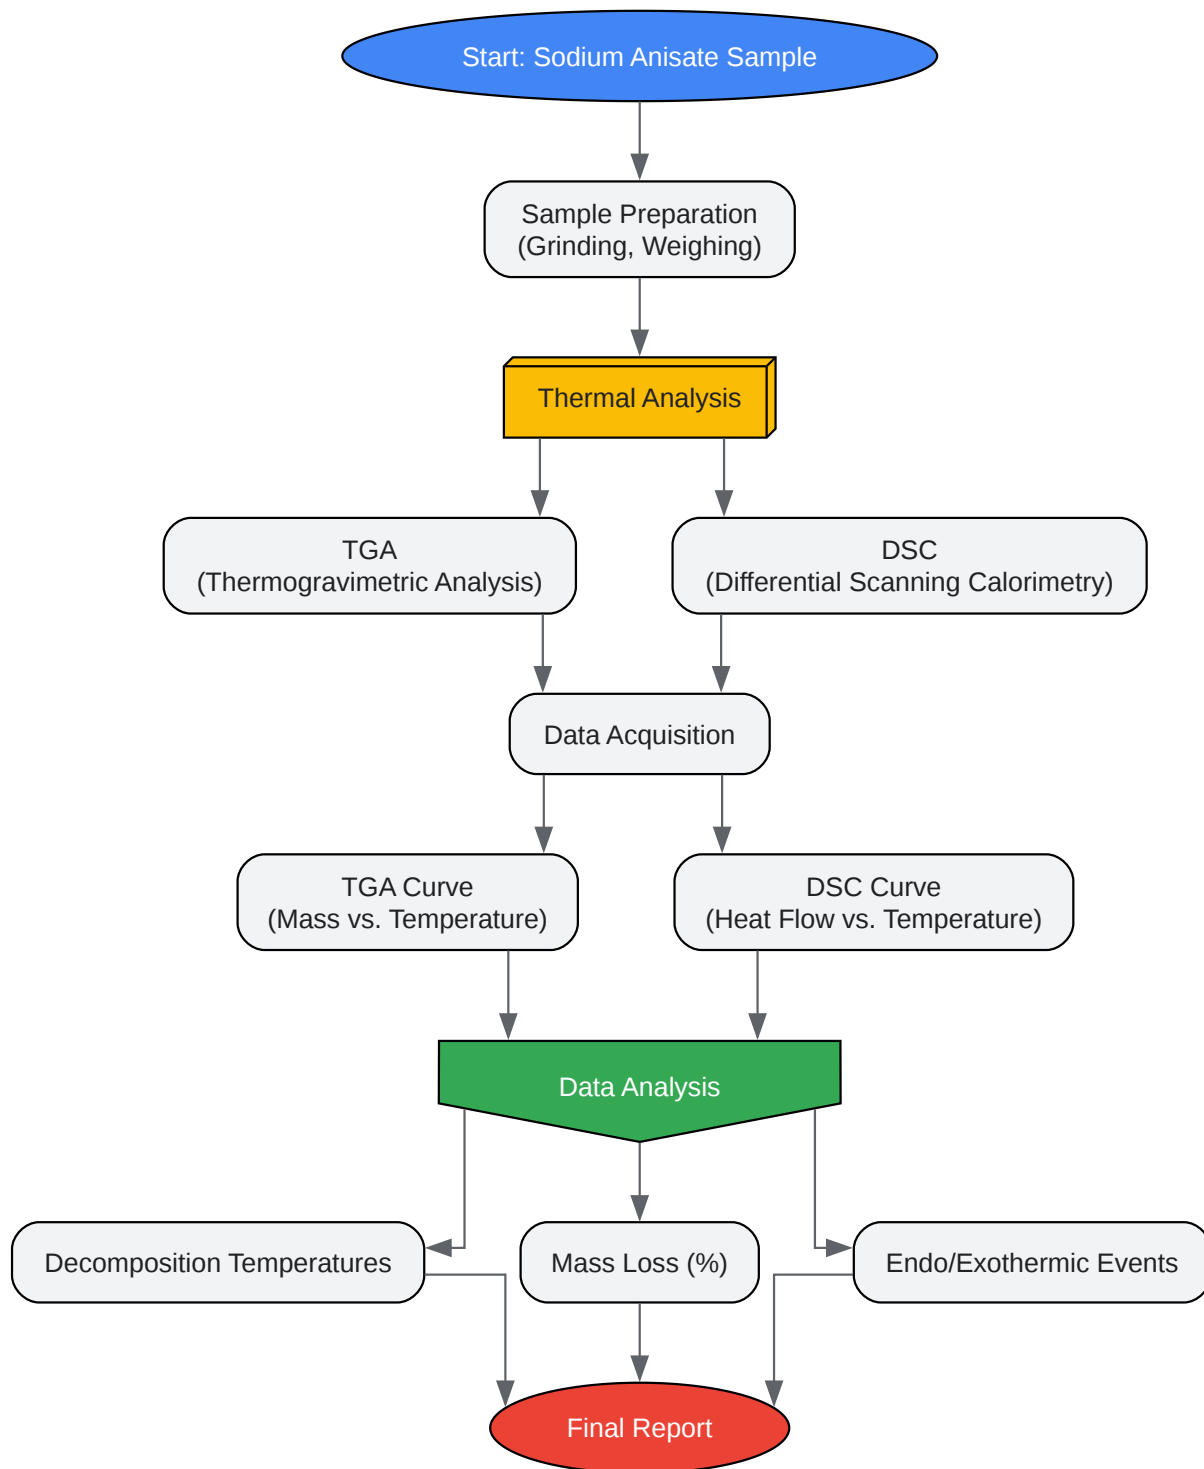 Start: Sodium Anisate Sample
Sample Preparation
(Grinding, Weighing)
Thermal Analysis
TGA
(Thermogravimetric Analysis)
DSC
(Differential Scanning Calorimetry)
Data Acquisition
TGA Curve
(Mass vs. Temperature)
DSC Curve
(Heat Flow vs. Temperature)
Data Analysis
Decomposition Temperatures
Mass Loss (%)
Endo/Exothermic Events
Final Report